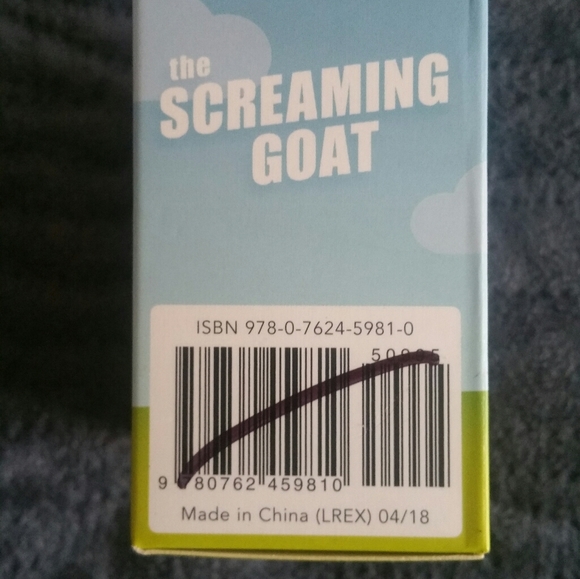 the
SCREAMING
GOAT
ISBN 978-0-7624-5981-0
9 780762 459810
Made in China (LREX) 04/18